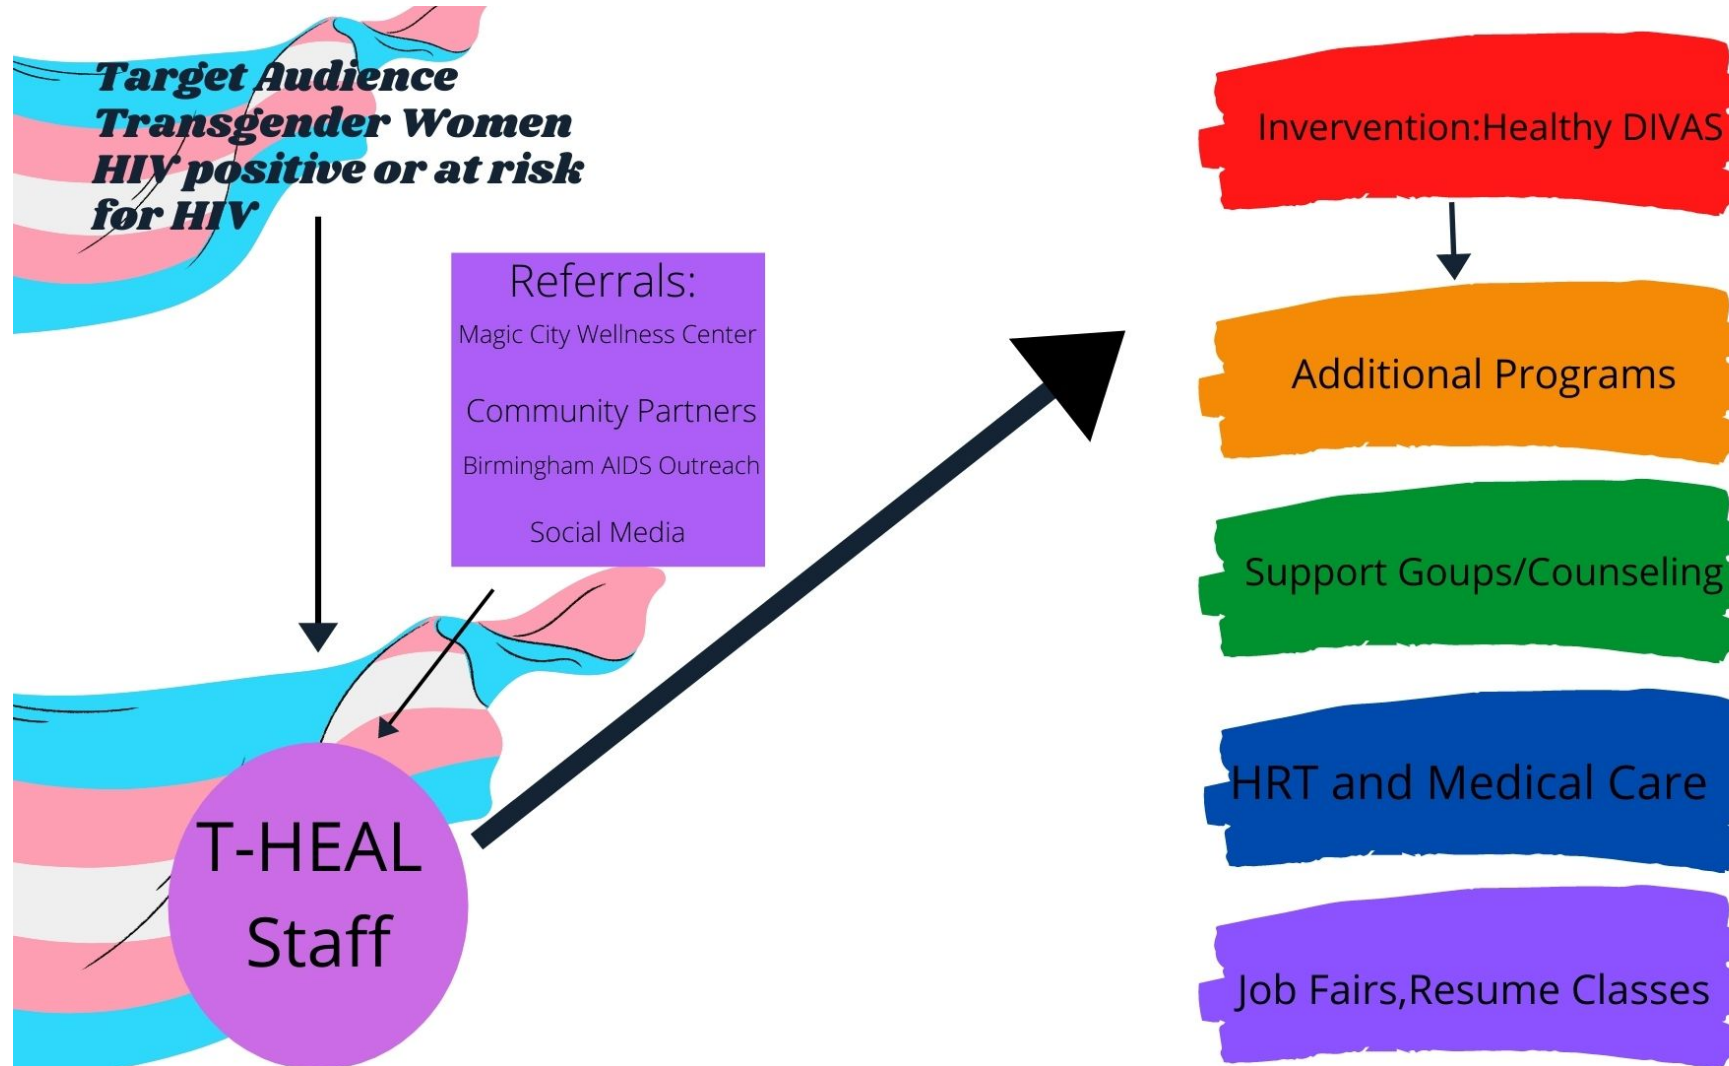 Target Audience
Transgender Women
HIV positive or at risk
for HIV
Referrals:
Magic City Wellness Center
Community Partners
Birmingham AIDS Outreach
Social Media
T-HEAL
Staff
Invervention:Healthy DIVAS
Additional Programs
Support Goups/Counseling
HRT and Medical Care
Job Fairs,Resume Classes